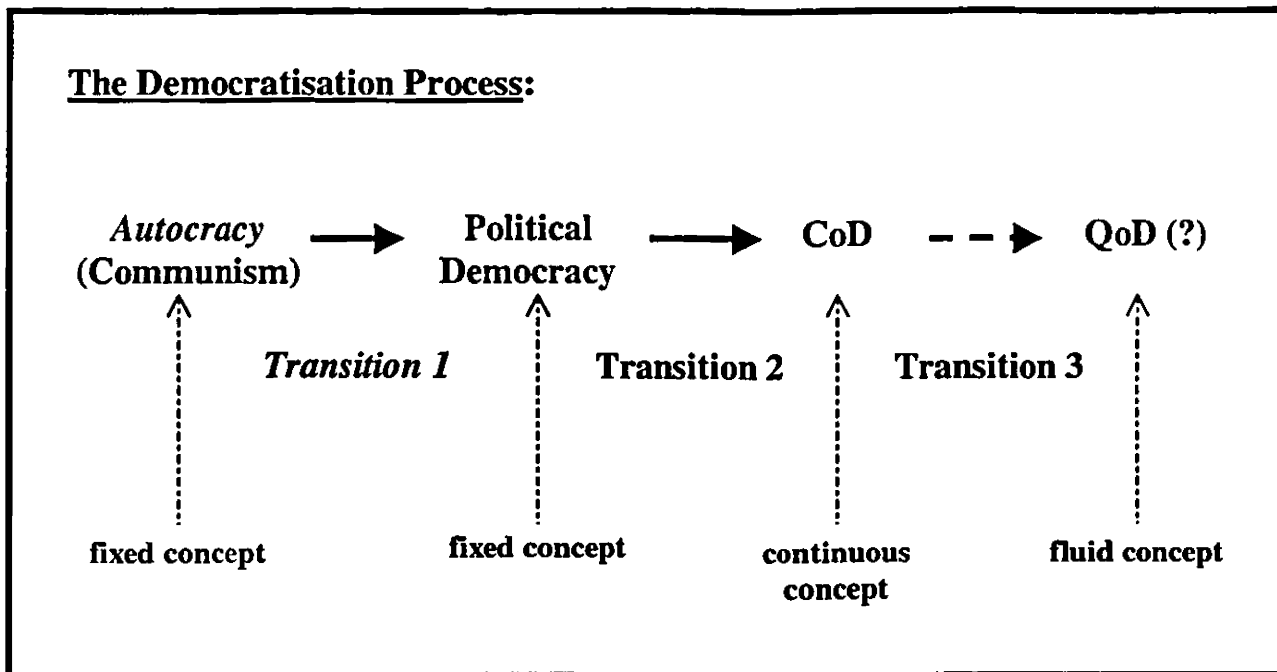 The Democratisation Process:
Autocracy Political CoD QoD (?)
(Communism) Democracy
Transition 1 Transition 2 Transition 3
fixed concept fixed concept continuous fluid concept
concept